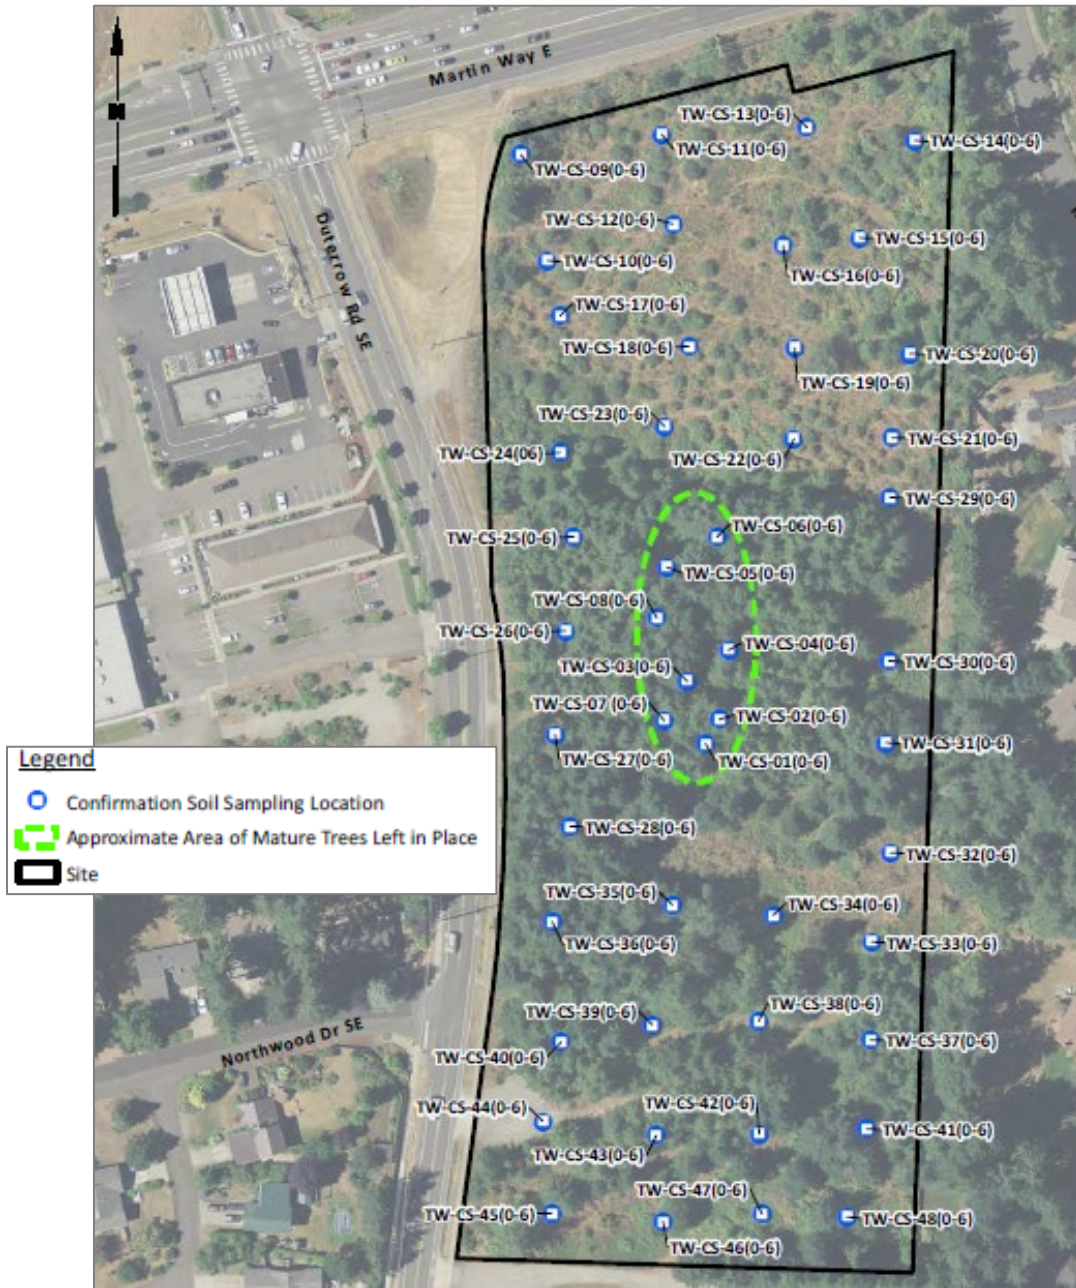 N
Martin Way E
TW-CS-13(0-6)
TW-CS-11(0-6)
TW-CS-14(0-6)
TW-CS-09(0-6)
Duterrow Rd SE
TW-CS-12(0-6)
TW-CS-15(0-6)
TW-CS-10(0-6)
TW-CS-16(0-6)
TW-CS-17(0-6)
TW-CS-18(0-6)
TW-CS-20(0-6)
TW-CS-19(0-6)
TW-CS-23(0-6)
TW-CS-21(0-6)
TW-CS-24(06)
TW-CS-22(0-6)
TW-CS-29(0-6)
TW-CS-06(0-6)
TW-CS-25(0-6)
TW-CS-05(0-6)
TW-CS-08(0-6)
TW-CS-26(0-6)
TW-CS-04(0-6)
TW-CS-30(0-6)
TW-CS-03(0-6)
TW-CS-07 (0-6)
TW-CS-02(0-6)
TW-CS-31(0-6)
TW-CS-27(0-6)
TW-CS-01(0-6)
Legend
Confirmation Soil Sampling Location
Approximate Area of Mature Trees Left in Place
Site
TW-CS-28(0-6)
TW-CS-32(0-6)
TW-CS-35(0-6)
TW-CS-34(0-6)
TW-CS-36(0-6)
TW-CS-33(0-6)
TW-CS-39(0-6)
TW-CS-38(0-6)
Northwood Dr SE
TW-CS-37(0-6)
TW-CS-40(0-6)
TW-CS-44(0-6)
TW-CS-42(0-6)
TW-CS-41(0-6)
TW-CS-43(0-6)
TW-CS-47(0-6)
TW-CS-45(0-6)
TW-CS-48(0-6)
TW-CS-46(0-6)